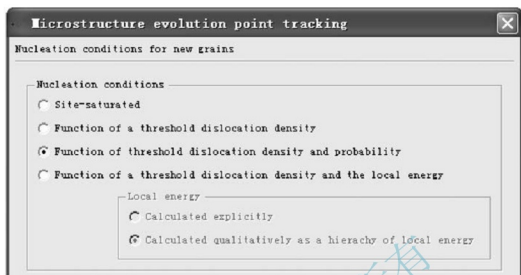 Microstructure evolution point tracking
Nucleation conditions for new grains
Nucleation conditions
Site-saturated
Function of a threshold dislocation density
Function of threshold dislocation density and probability
Function of a threshold dislocation density and the local energy
Local energy
Calculated explicitly
Calculated qualitatively as a hierachy of local energy